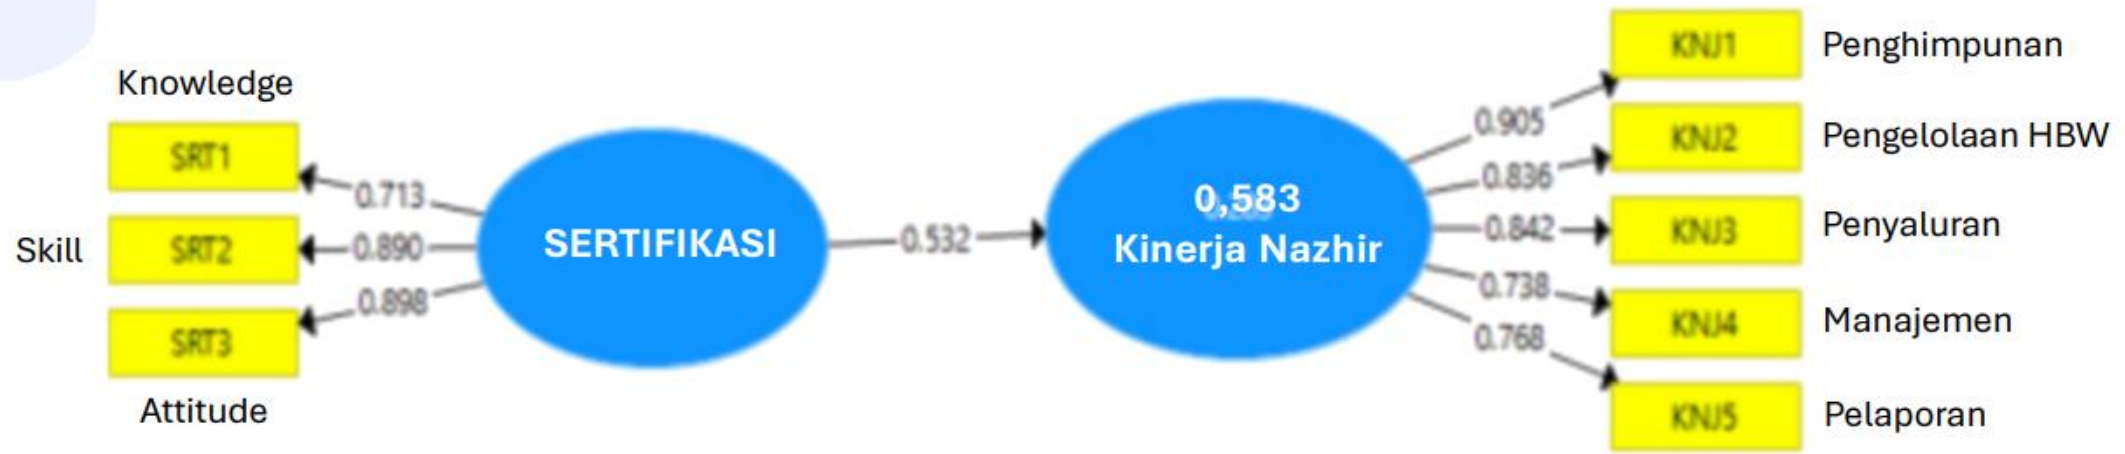 Knowledge
SRT1
0.713
Skill
SRT2
0.890
SRT3
0.898
Attitude
SERTIFIKASI
0.532
0,583
Kinerja Nazhir
0.905
KNJ1
Penghimpunan
0.836
KNJ2
Pengelolaan HBW
0.842
KNJ3
Penyaluran
0.738
KNJ4
Manajemen
0.768
KNJ5
Pelaporan